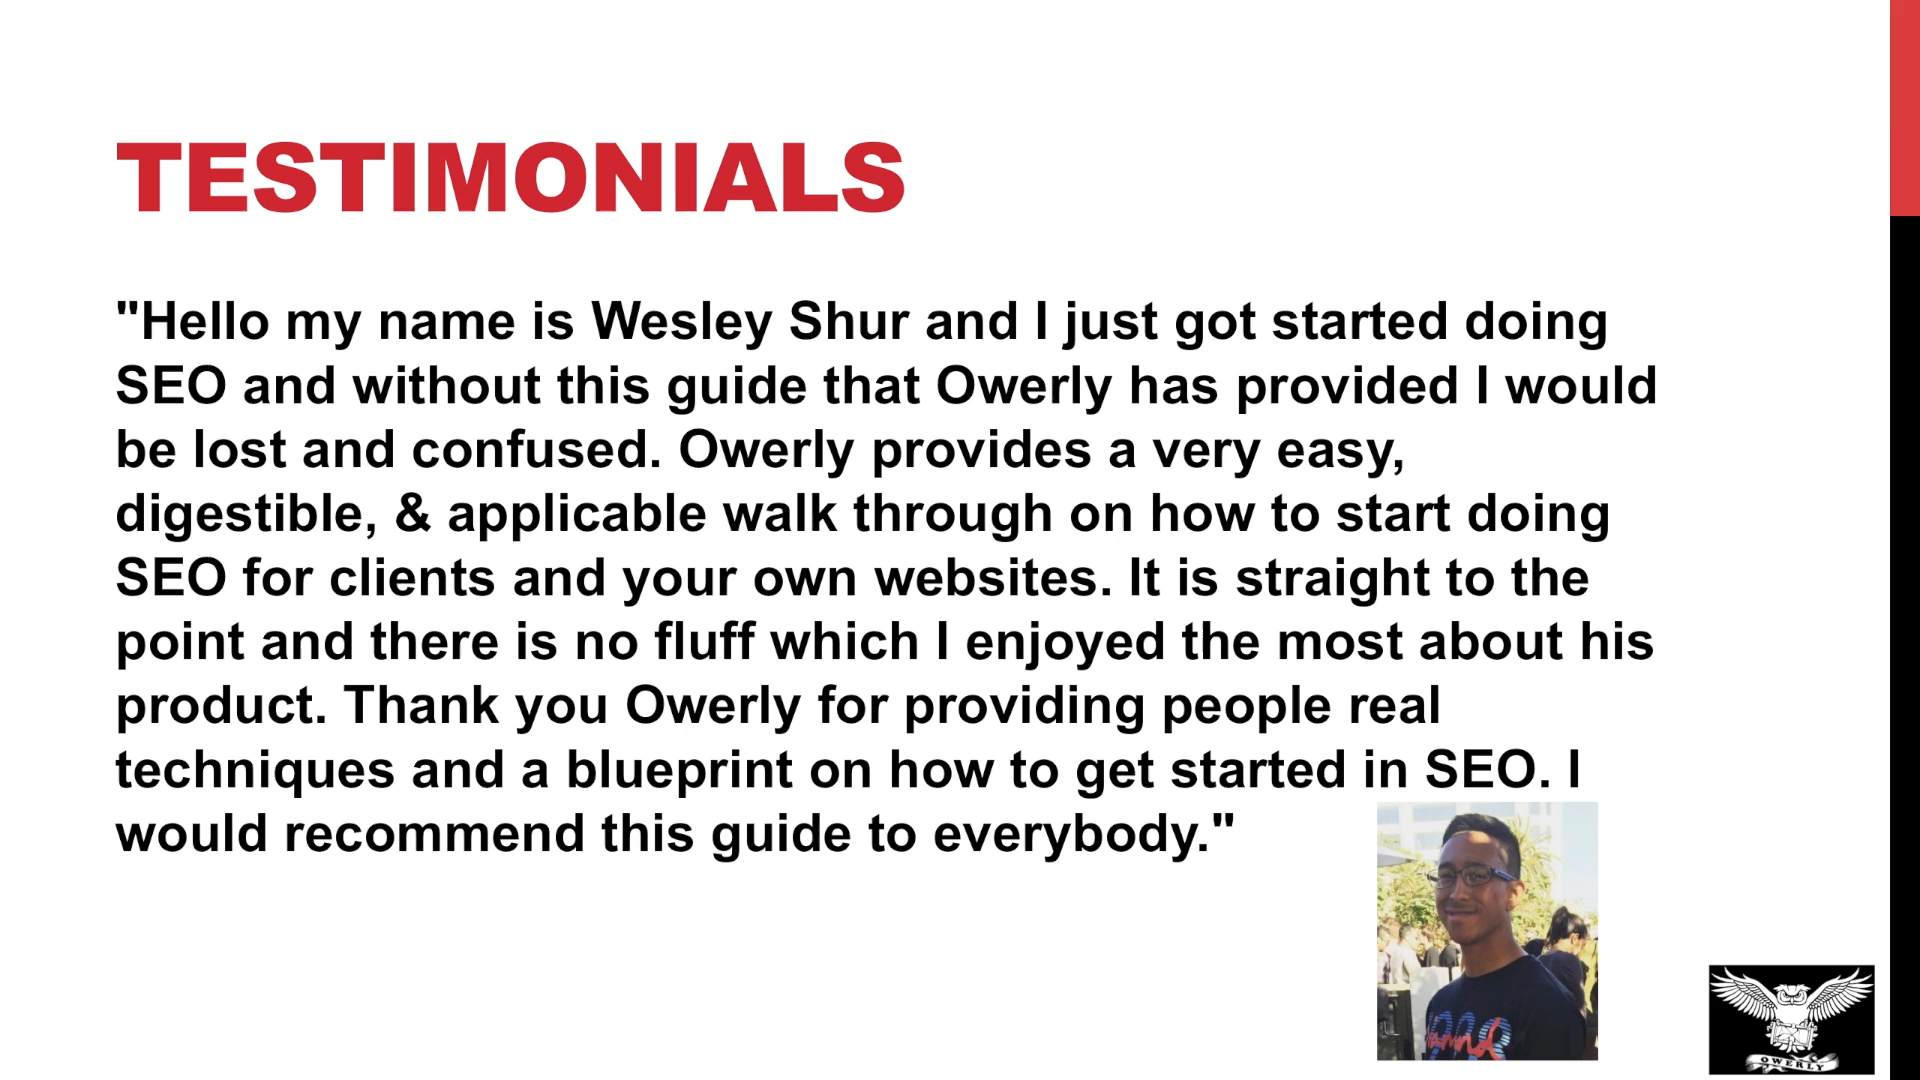 TESTIMONIALS
"Hello my name is Wesley Shur and I just got started doing
SEO and without this guide that Owerly has provided I would
be lost and confused. Owerly provides a very easy,
digestible, & applicable walk through on how to start doing
SEO for clients and your own websites. It is straight to the
point and there is no fluff which I enjoyed the most about his
product. Thank you Owerly for providing people real
techniques and a blueprint on how to get started in SEO. I
would recommend this guide to everybody."
OWERLY